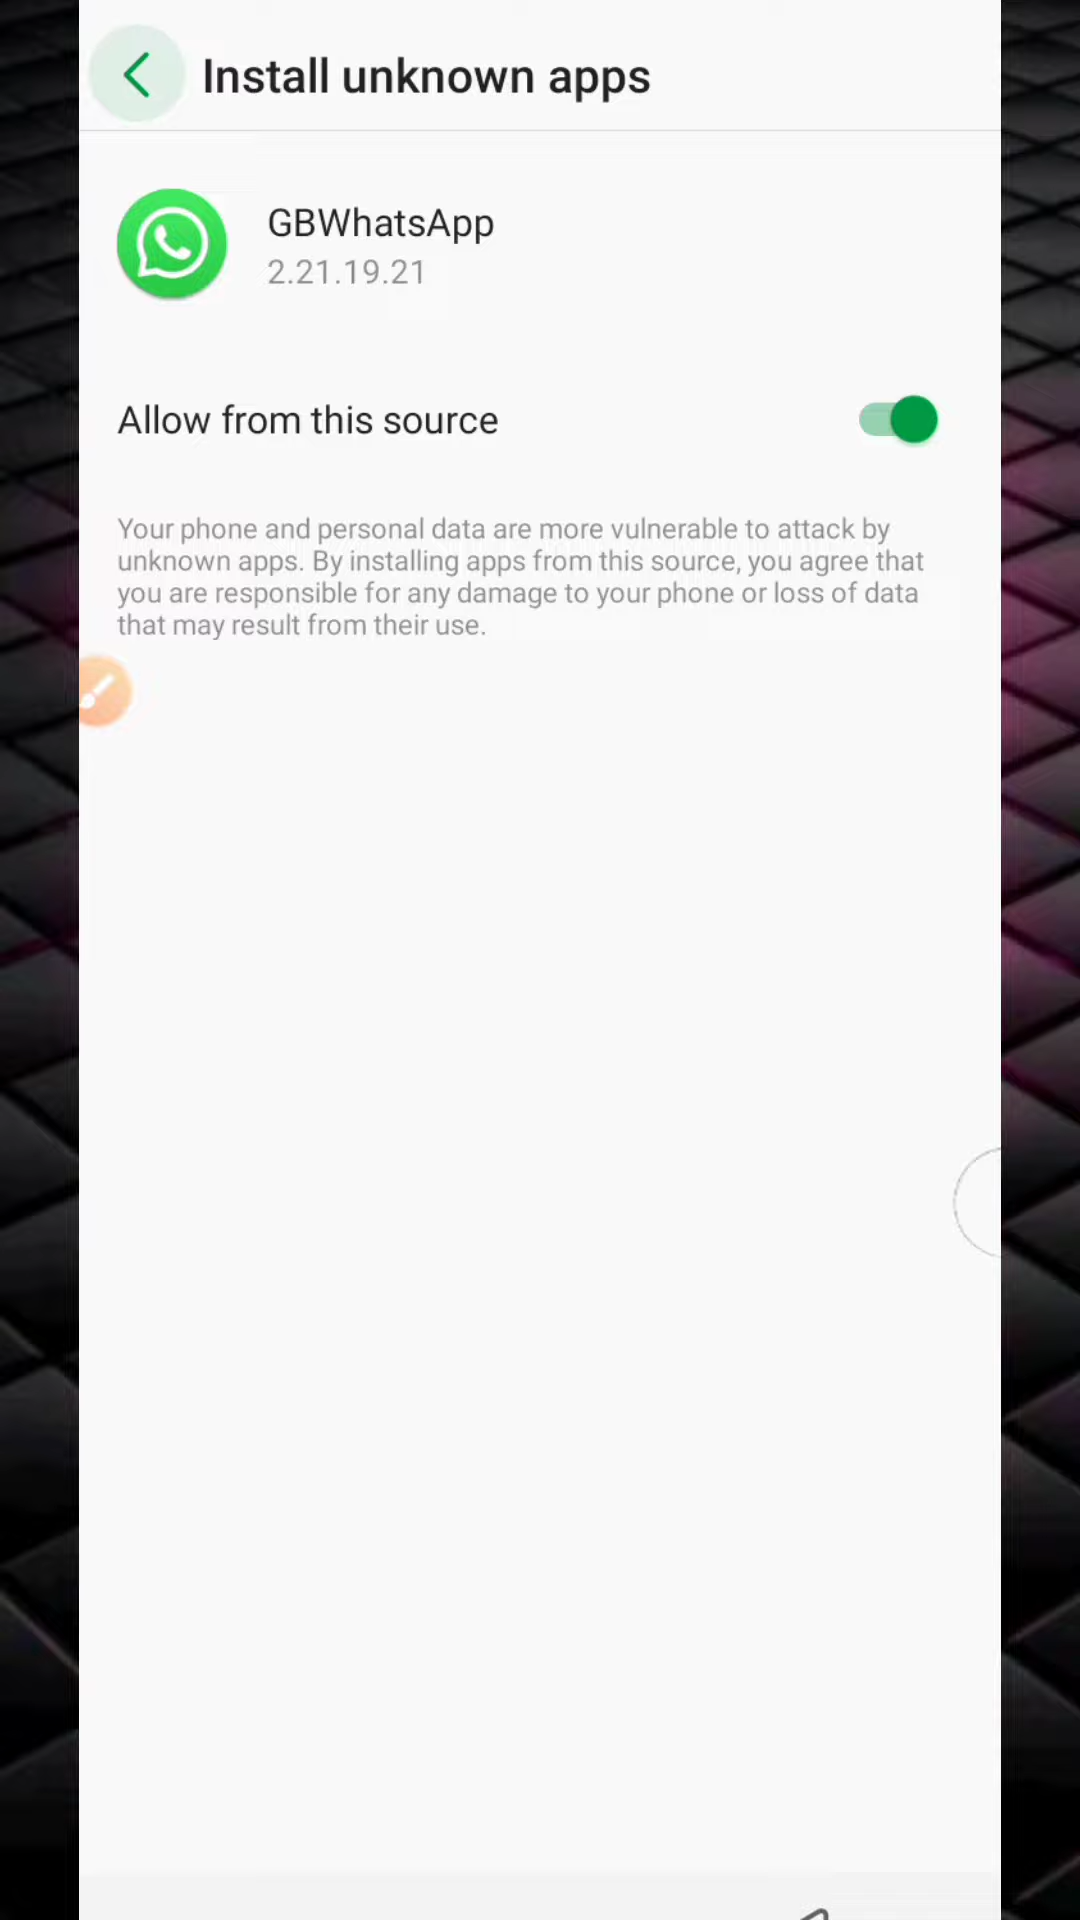 Install unknown apps
GBWhatsApp
2.21.19.21
Allow from this source
Your phone and personal data are more vulnerable to attack by
unknown apps. By installing apps from this source, you agree that
you are responsible for any damage to your phone or loss of data
that may result from their use.